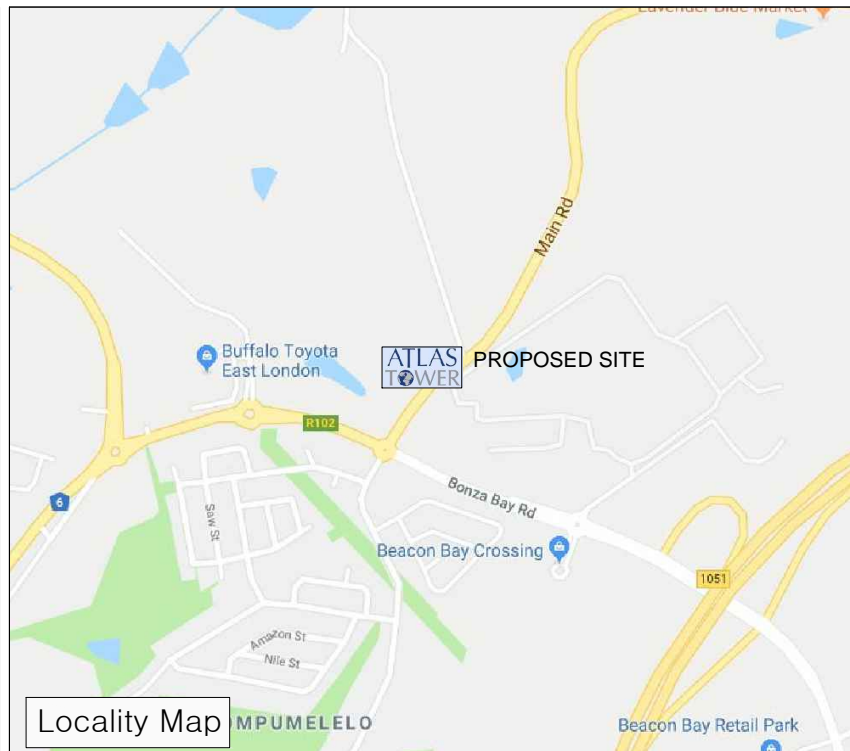 Lavender Blue Market
Main Rd
Buffalo Toyota
East London
ATLAS
TOWER
PROPOSED SITE
R102
6
Bonza Bay Rd
Saw St
Beacon Bay Crossing
1051
Amazon St
Nile St
Locality Map
OMPUMELELO
Beacon Bay Retail Park